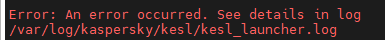 Error: An error occurred. See details in log
/var/log/kaspersky/kesl/kesl_launcher.log